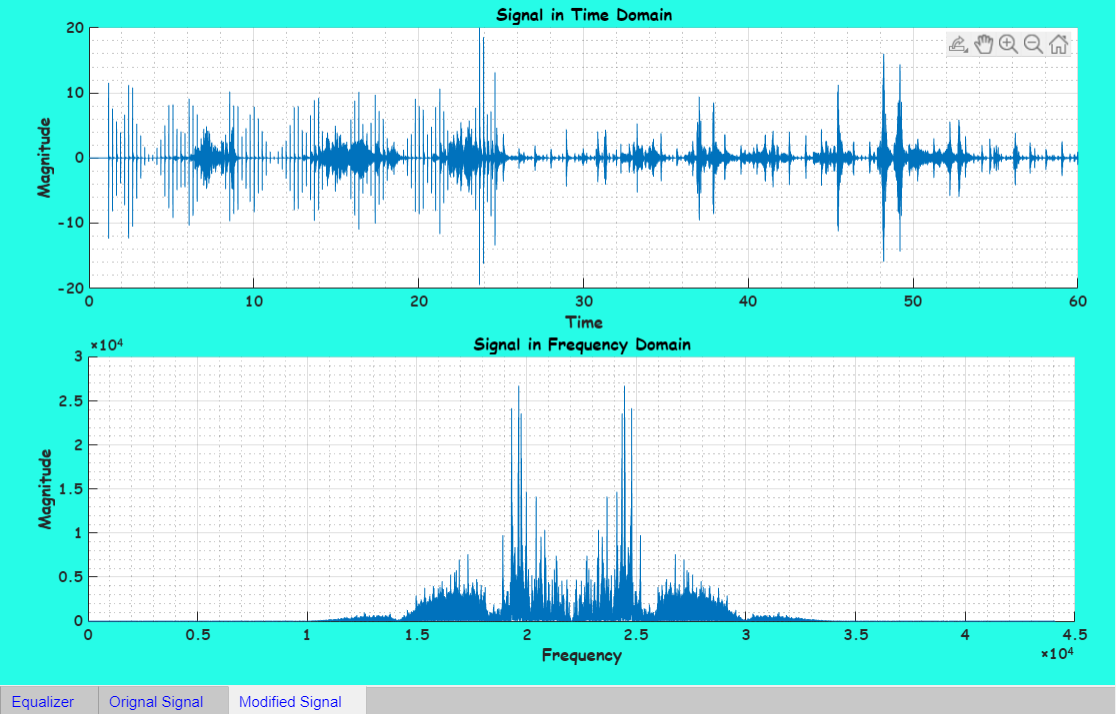 Signal in Time Domain
20
10
0
-10
-20
Magnitude
0 10 20 30 40 50 60
Time
Signal in Frequency Domain
×10⁴
3
2.5
2
1.5
1
0.5
0
Magnitude
0 0.5 1 1.5 2 2.5 3 3.5 4 4.5
Frequency
×10⁴
Equalizer Orignal Signal Modified Signal